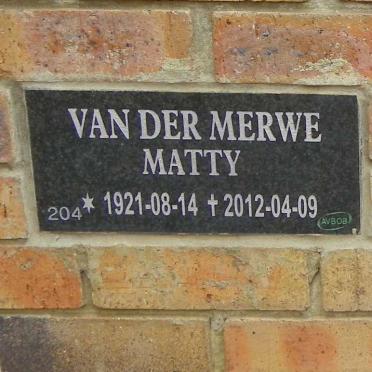 VAN DER MERWE
MATTY
204 * 1921-08-14 † 2012-04-09 AVBOB